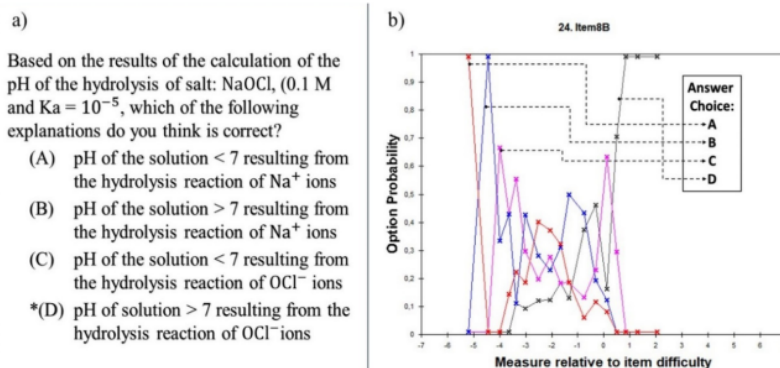 a)
Based on the results of the calculation of the
pH of the hydrolysis of salt: NaOCl, (0.1 M
and Ka = 10⁻⁵, which of the following
explanations do you think is correct?
(A) pH of the solution < 7 resulting from
the hydrolysis reaction of Na⁺ ions
(B) pH of the solution > 7 resulting from
the hydrolysis reaction of Na⁺ ions
(C) pH of the solution < 7 resulting from
the hydrolysis reaction of OCl⁻ ions
*(D) pH of solution > 7 resulting from the
hydrolysis reaction of OCl⁻ions
b)
24. Item8B
Option Probability
1
0,9
0,8
0,7
0,6
0,5
0,4
0,3
0,2
0,1
0
-7 -6 -5 -4 -3 -2 -1 0 1 2 3 4 5 6
Measure relative to item difficulty
Answer
Choice:
A
B
C
D